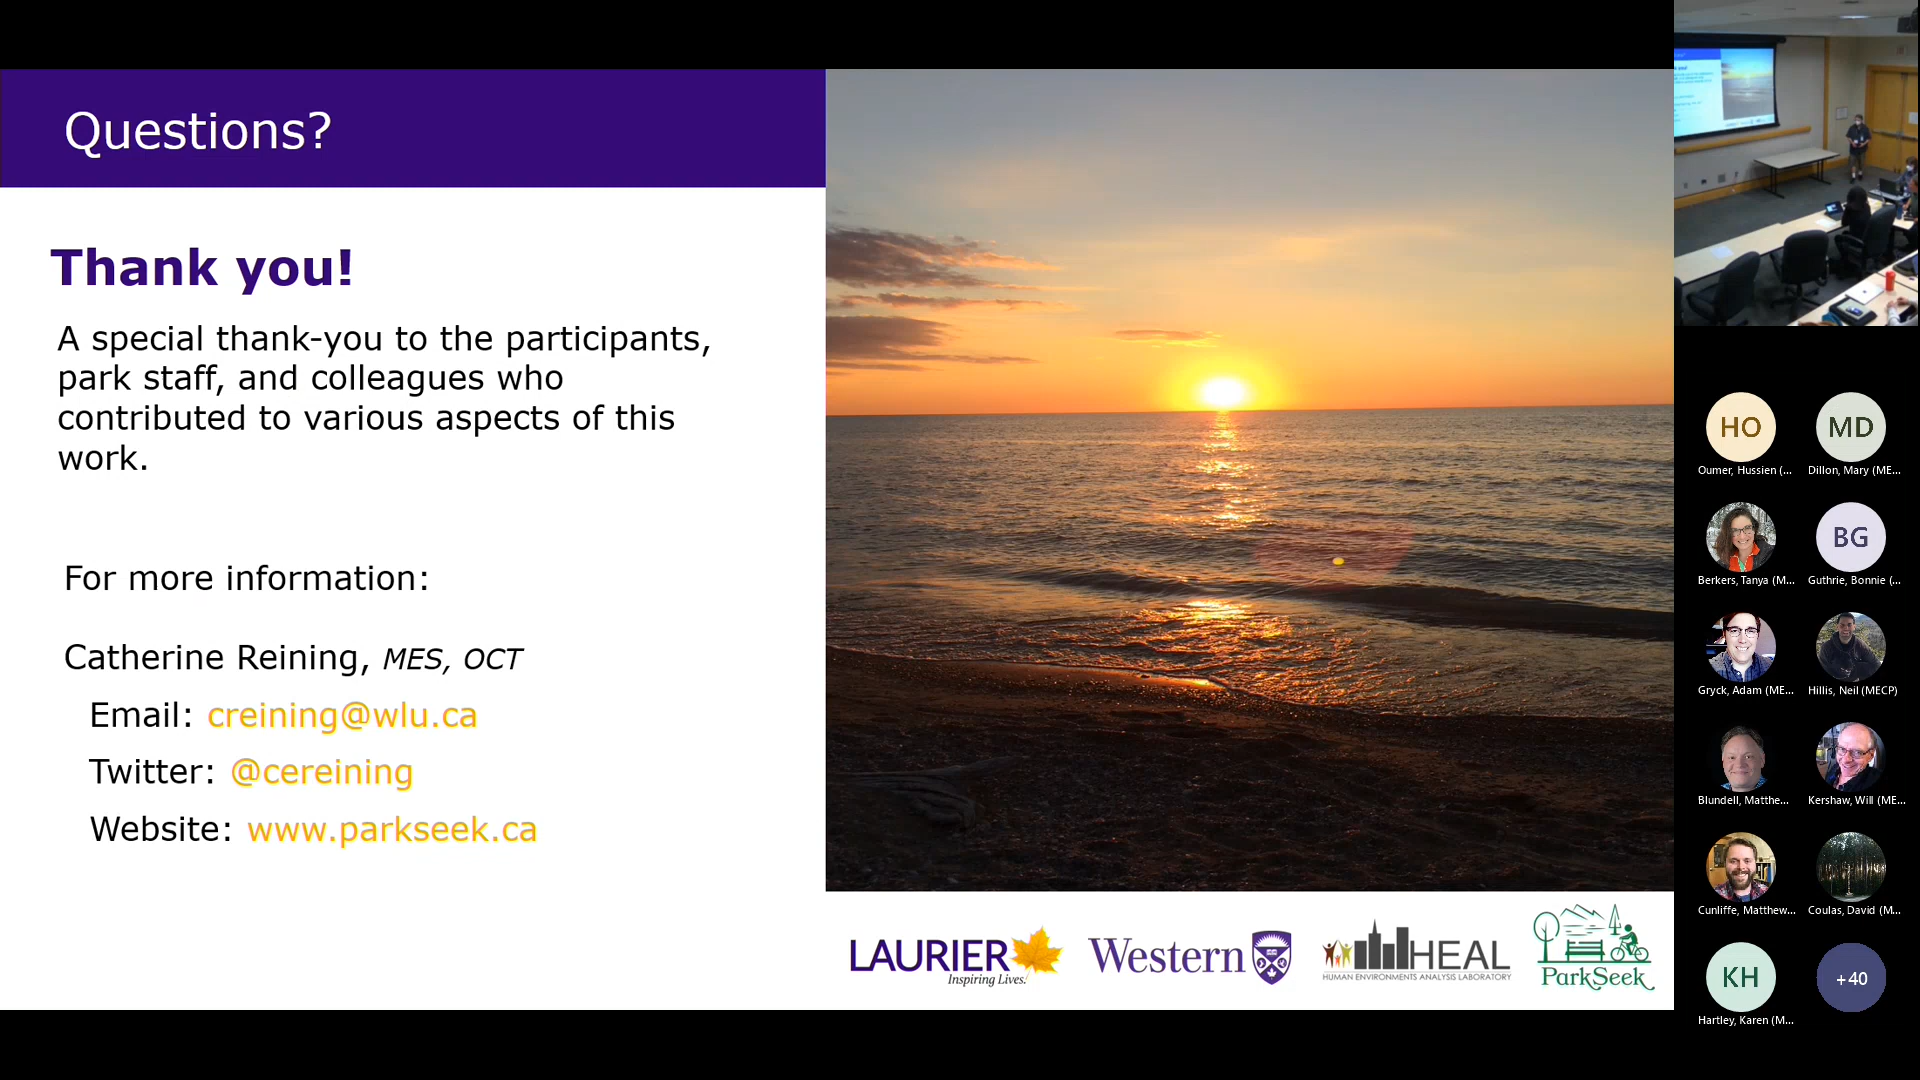 Questions?
Thank you!
A special thank-you to the participants,
park staff, and colleagues who
contributed to various aspects of this
work.
For more information:
Catherine Reining, MES, OCT
Email: creining@wlu.ca
Twitter: @cereining
Website: www.parkseek.ca
LAURIER
Inspiring Lives.
Western
HEAL
HUMAN ENVIRONMENTS ANALYSIS LABORATORY
ParkSeek
HO
MD
Oumer, Hussien (...
Dillon, Mary (ME...
BG
Berkers, Tanya (M...
Guthrie, Bonnie (...
Gryck, Adam (ME...
Hillis, Neil (MECP)
Blundell, Matthe...
Kershaw, Will (ME...
Cunliffe, Matthew...
Coulas, David (M...
KH
+40
Hartley, Karen (M...